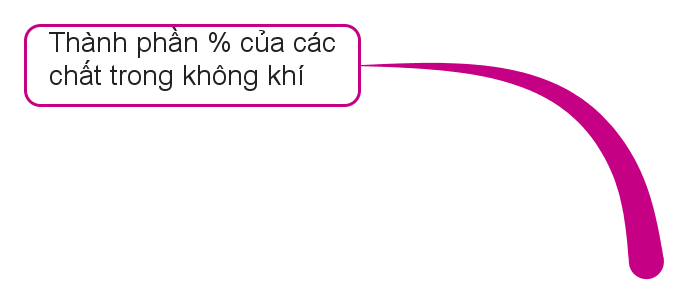 Thành phần % của các
chất trong không khí